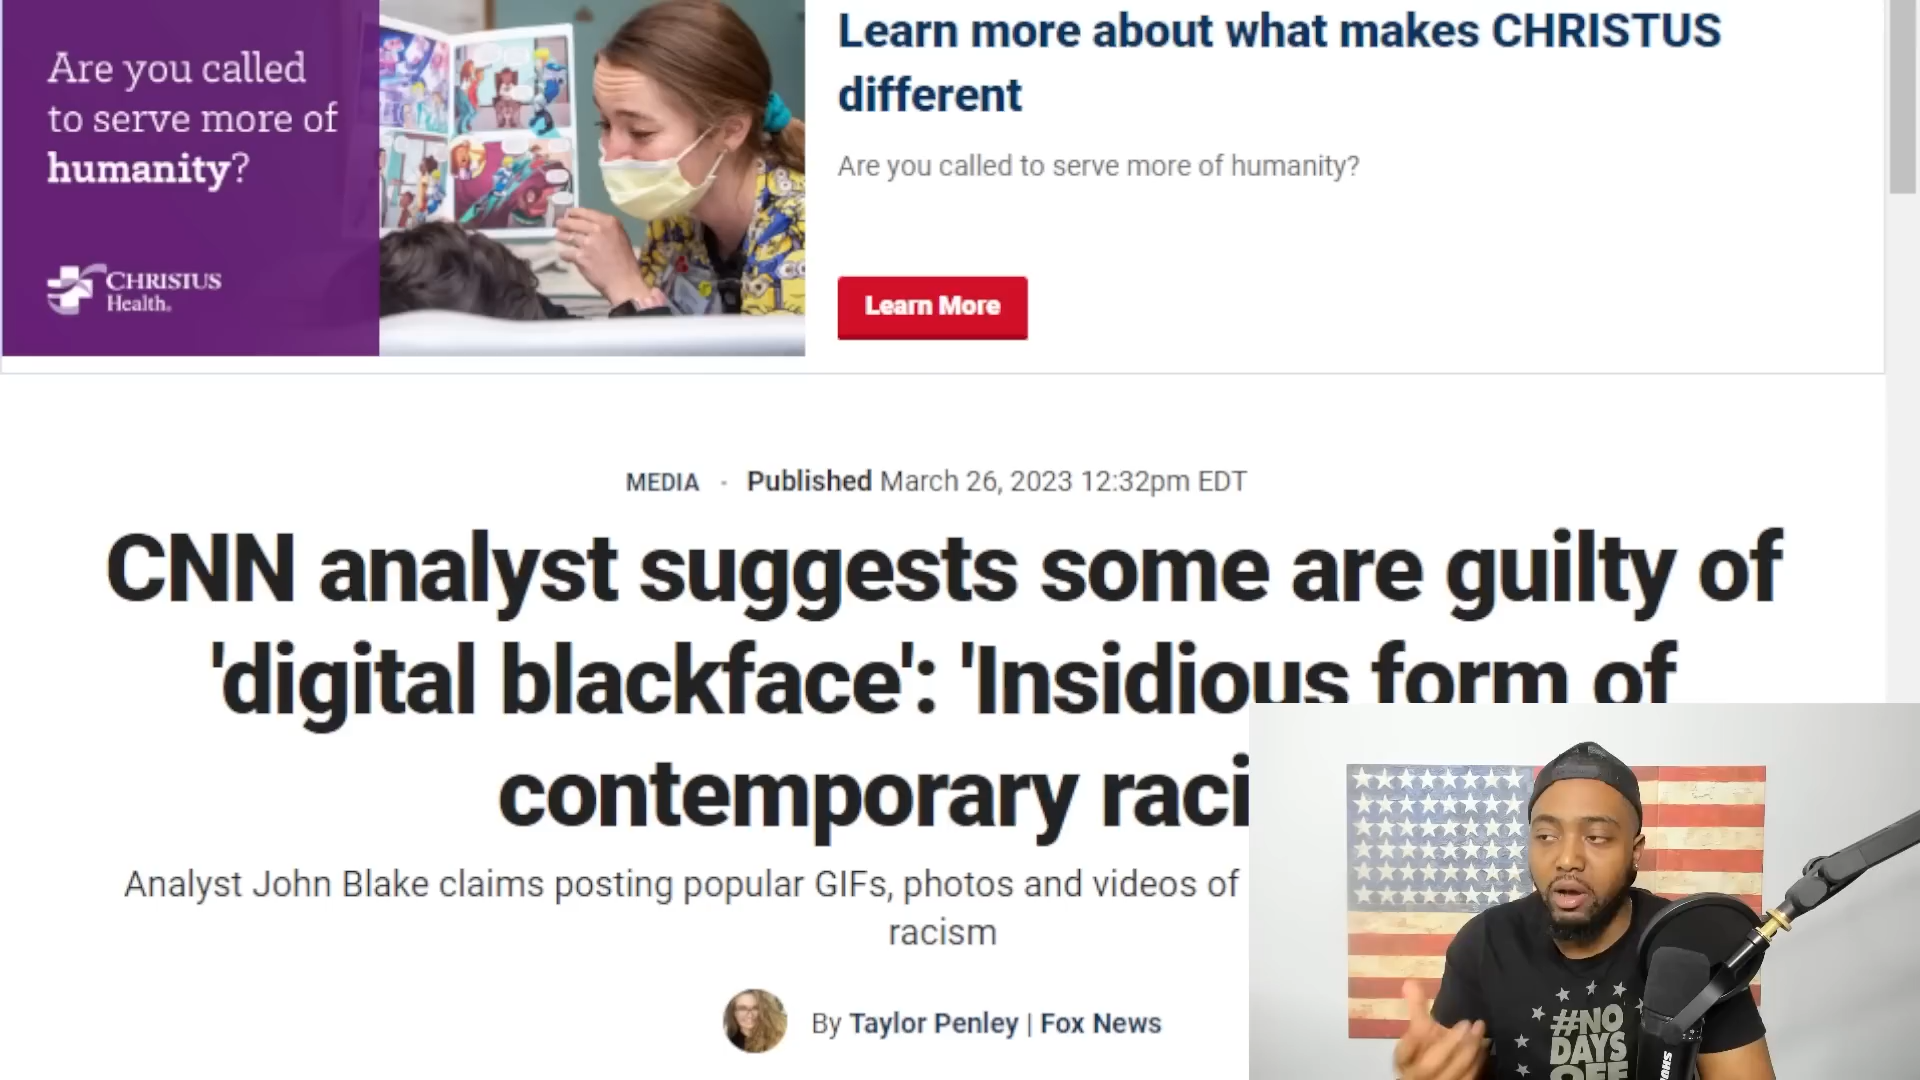 Are you called
to serve more of
humanity?
CHRISTUS
Health.
Learn more about what makes CHRISTUS
different
Are you called to serve more of humanity?
Learn More
MEDIA · Published March 26, 2023 12:32pm EDT
CNN analyst suggests some are guilty of
'digital blackface': 'Insidious form of
contemporary raci
Analyst John Blake claims posting popular GIFs, photos and videos of
racism
By Taylor Penley | Fox News
#NO
DAYS
OFF
SHU